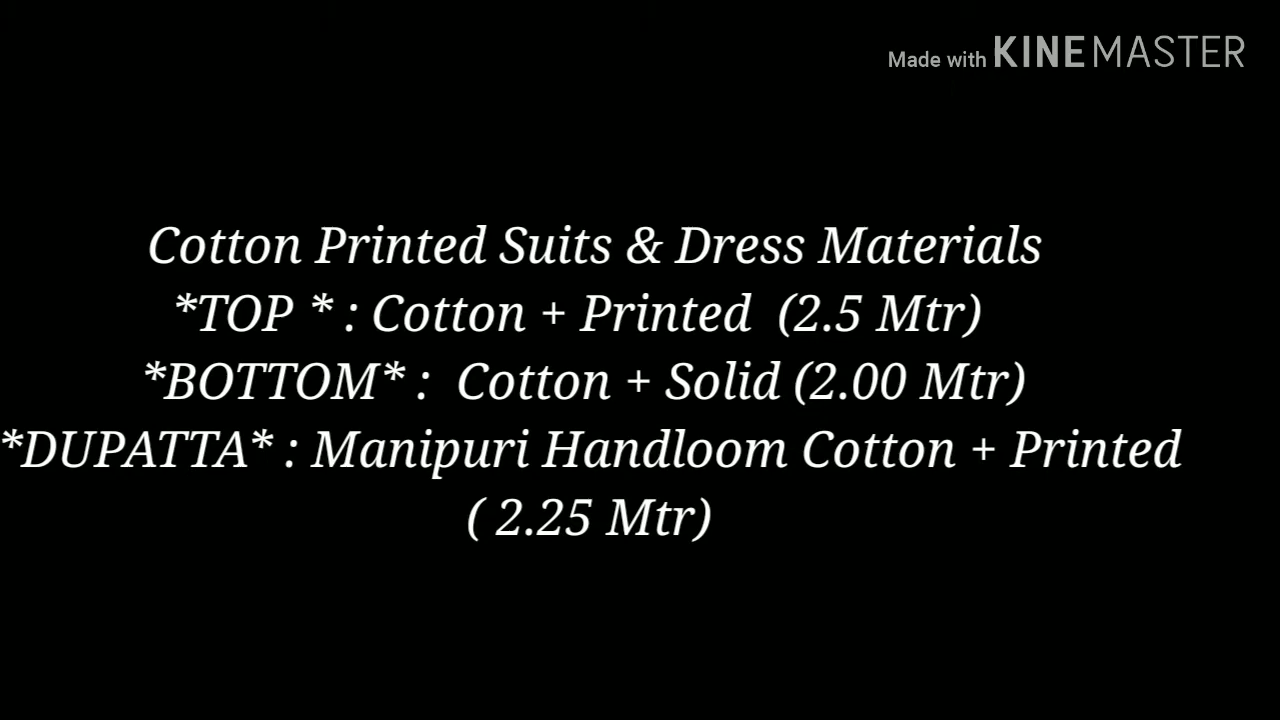 Made with KINEMASTER
Cotton Printed Suits & Dress Materials
*TOP * : Cotton + Printed (2.5 Mtr)
*BOTTOM* : Cotton + Solid (2.00 Mtr)
*DUPATTA* : Manipuri Handloom Cotton + Printed
( 2.25 Mtr)